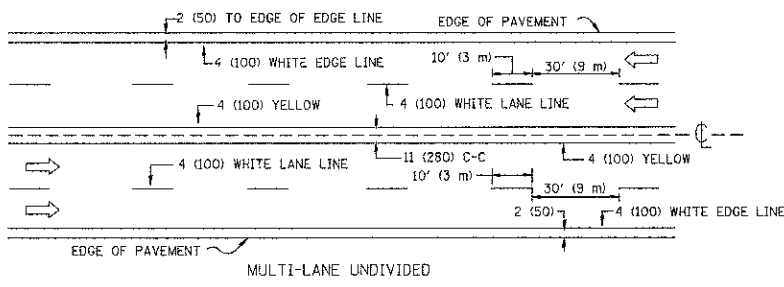 2 (50) TO EDGE OF EDGE LINE
EDGE OF PAVEMENT
4 (100) WHITE EDGE LINE
10' (3 m)
30' (9 m)
4 (100) YELLOW
4 (100) WHITE LANE LINE
℄
4 (100) WHITE LANE LINE
11 (280) C-C
4 (100) YELLOW
10' (3 m)
30' (9 m)
2 (50)
4 (100) WHITE EDGE LINE
EDGE OF PAVEMENT
MULTI-LANE UNDIVIDED